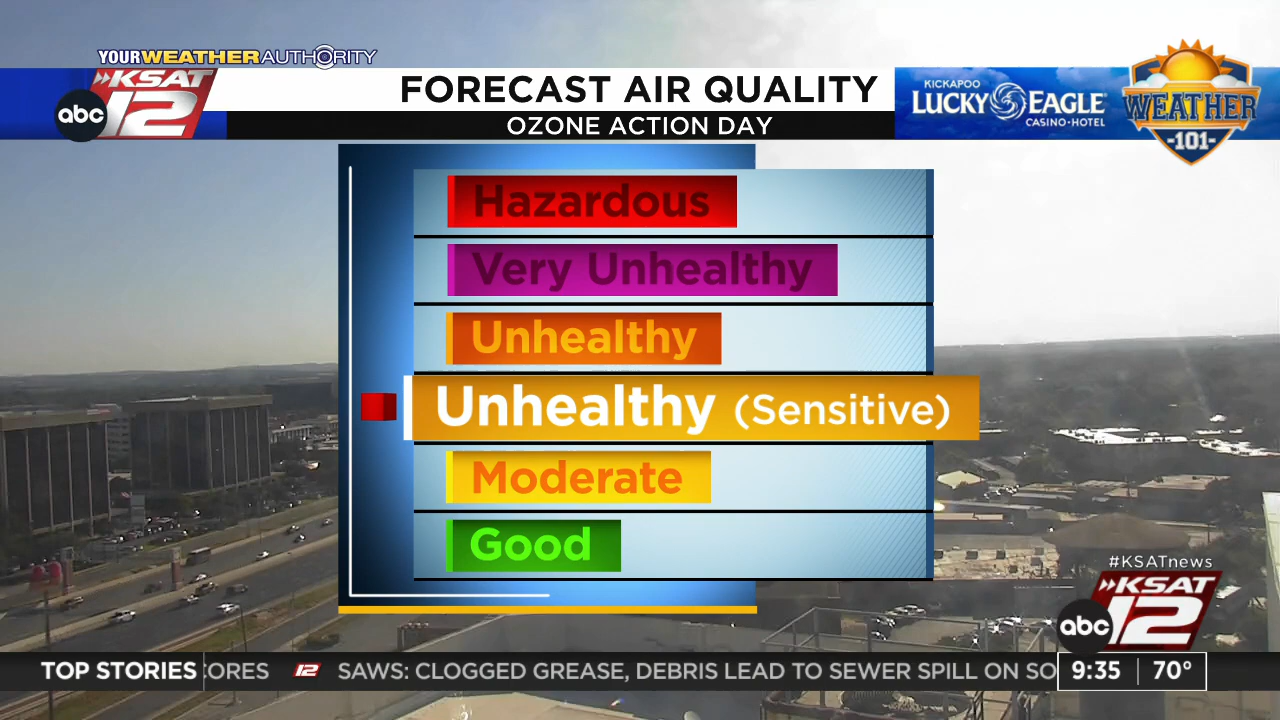 YOURWEATHERAUTHORITY
KSAT
abc 12
FORECAST AIR QUALITY
OZONE ACTION DAY
KICKAPOO
LUCKY EAGLE
CASINO•HOTEL
WEATHER
-101-
Hazardous
Very Unhealthy
Unhealthy
Unhealthy (Sensitive)
Moderate
Good
#KSATnews
KSAT
abc 12
TOP STORIES ORES 12 SAWS: CLOGGED GREASE, DEBRIS LEAD TO SEWER SPILL ON SO 9:35 70°